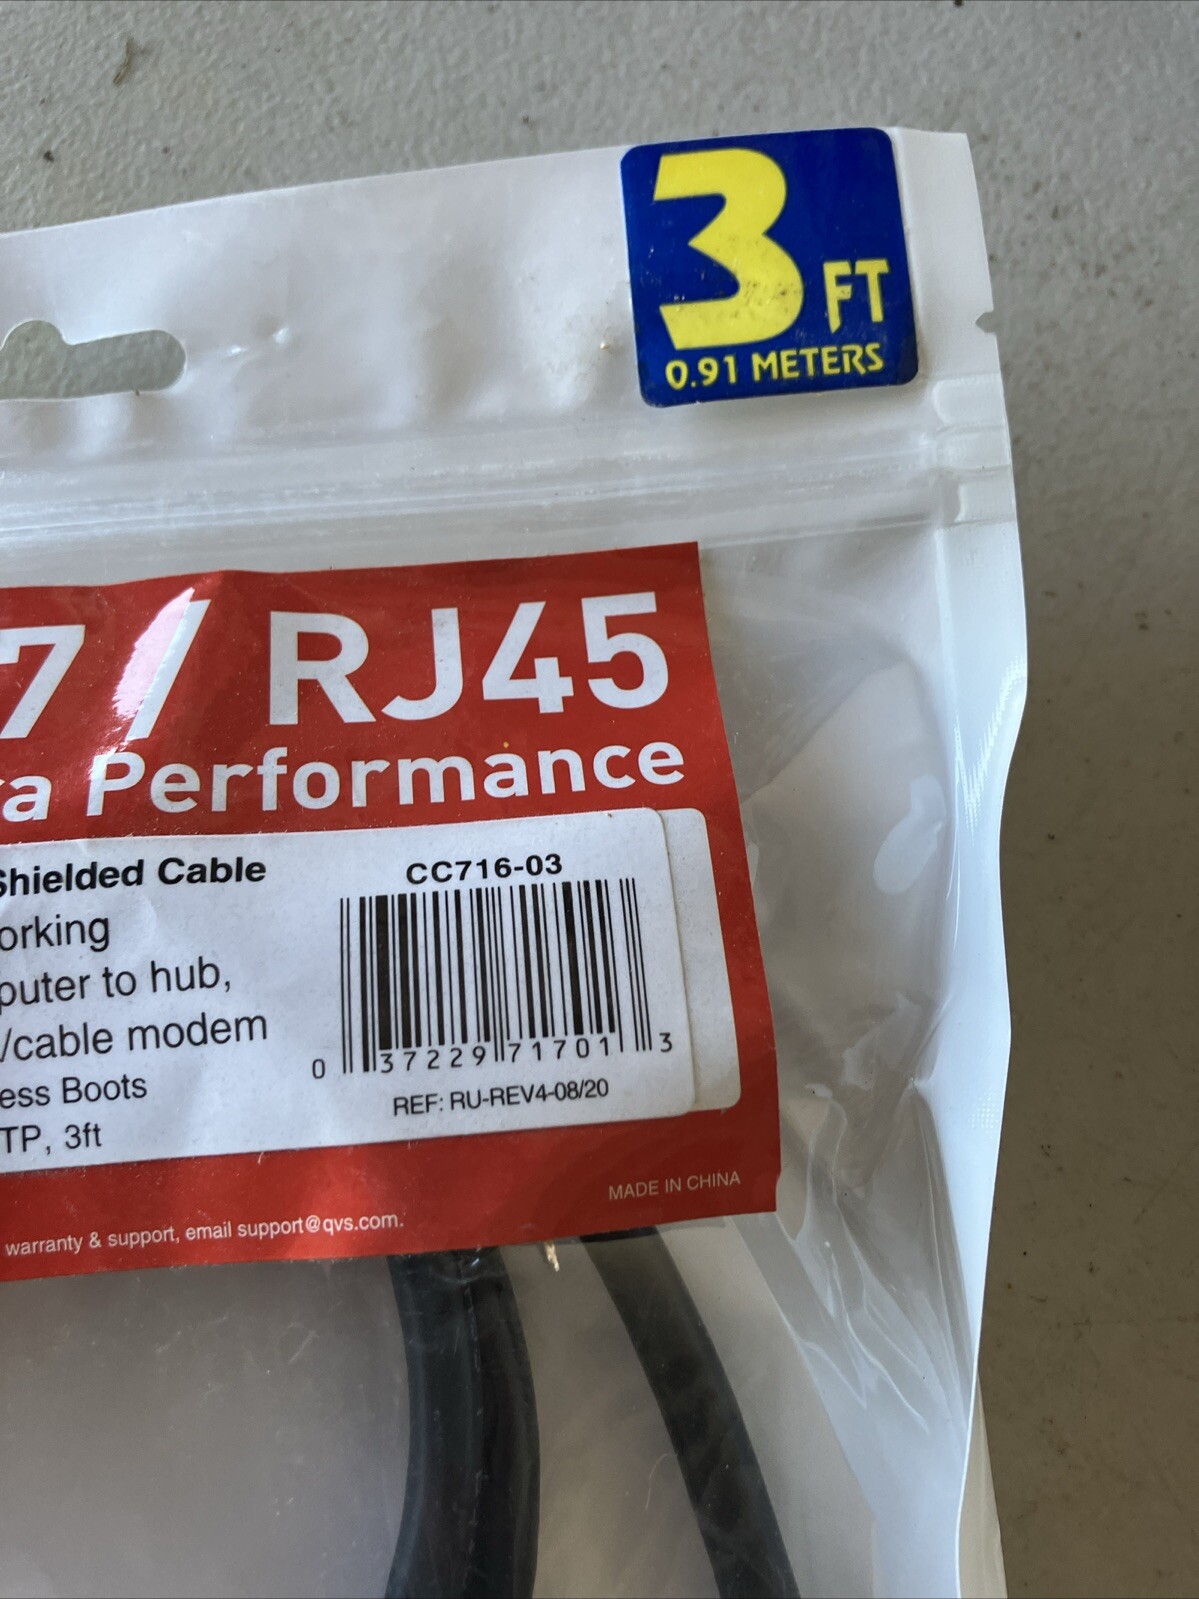 3 FT
0.91 METERS
7 / RJ45
ra Performance
Shielded Cable
CC716-03
orking
puter to hub,
/cable modem
0 37229 71701 3
ess Boots
REF: RU-REV4-08/20
TP, 3ft
MADE IN CHINA
warranty & support, email support@qvs.com.